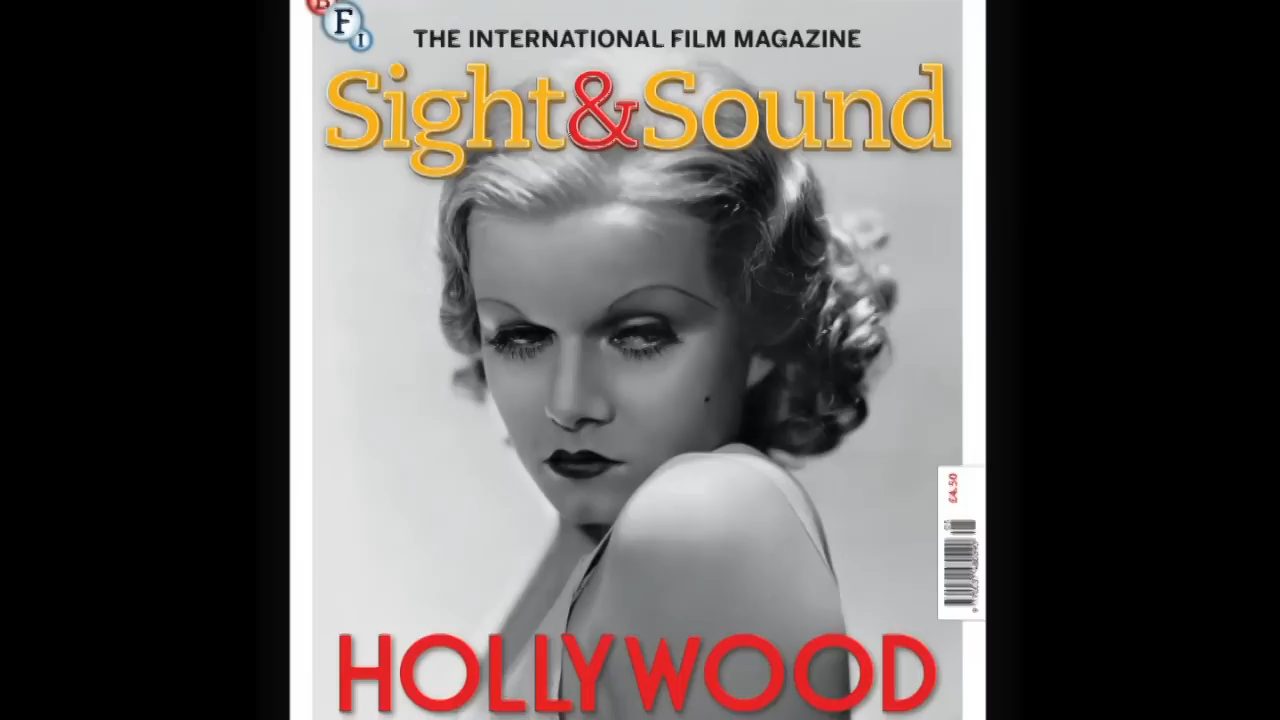 BFI
THE INTERNATIONAL FILM MAGAZINE
Sight&Sound
£4.50
HOLLYWOOD